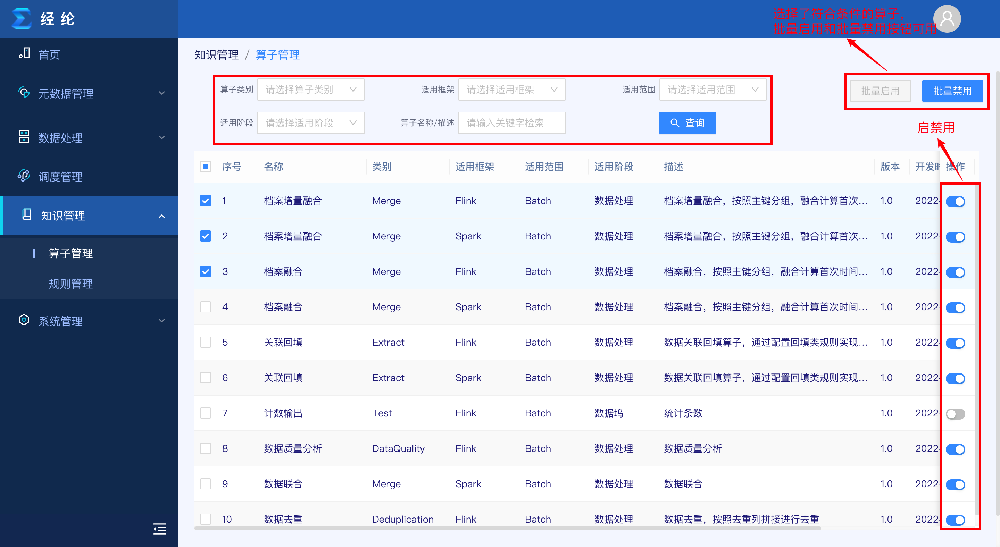 经 纶
选择了符合条件的算子，
批量启用和批量禁用按钮可用
首页
元数据管理
数据处理
调度管理
知识管理
算子管理
规则管理
系统管理
知识管理 / 算子管理
算子类别 请选择算子类别 适用框架 请选择适用框架 适用范围 请选择适用范围
批量启用 批量禁用
适用阶段 请选择适用阶段 算子名称/描述 请输入关键字检索 查询
启禁用
序号 名称 类别 适用框架 适用范围 适用阶段 描述 版本 开发时 操作
1 档案增量融合 Merge Flink Batch 数据处理 档案增量融合，按照主键分组，融合计算首次... 1.0 2022-
2 档案增量融合 Merge Spark Batch 数据处理 档案增量融合，按照主键分组，融合计算首次... 1.0 2022-
3 档案融合 Merge Flink Batch 数据处理 档案融合，按照主键分组，融合计算首次时间... 1.0 2022-
4 档案融合 Merge Spark Batch 数据处理 档案融合，按照主键分组，融合计算首次时间... 1.0 2022-
5 关联回填 Extract Flink Batch 数据处理 数据关联回填算子，通过配置回填类规则实现... 1.0 2022-
6 关联回填 Extract Spark Batch 数据处理 数据关联回填算子，通过配置回填类规则实现... 1.0 2022-
7 计数输出 Test Flink Batch 数据坞 统计条数 1.0 2022-
8 数据质量分析 DataQuality Flink Batch 数据处理 数据质量分析 1.0 2022-
9 数据联合 Merge Spark Batch 数据处理 数据联合 1.0 2022-
10 数据去重 Deduplication Flink Batch 数据处理 数据去重，按照去重列拼接进行去重 1.0 2022-